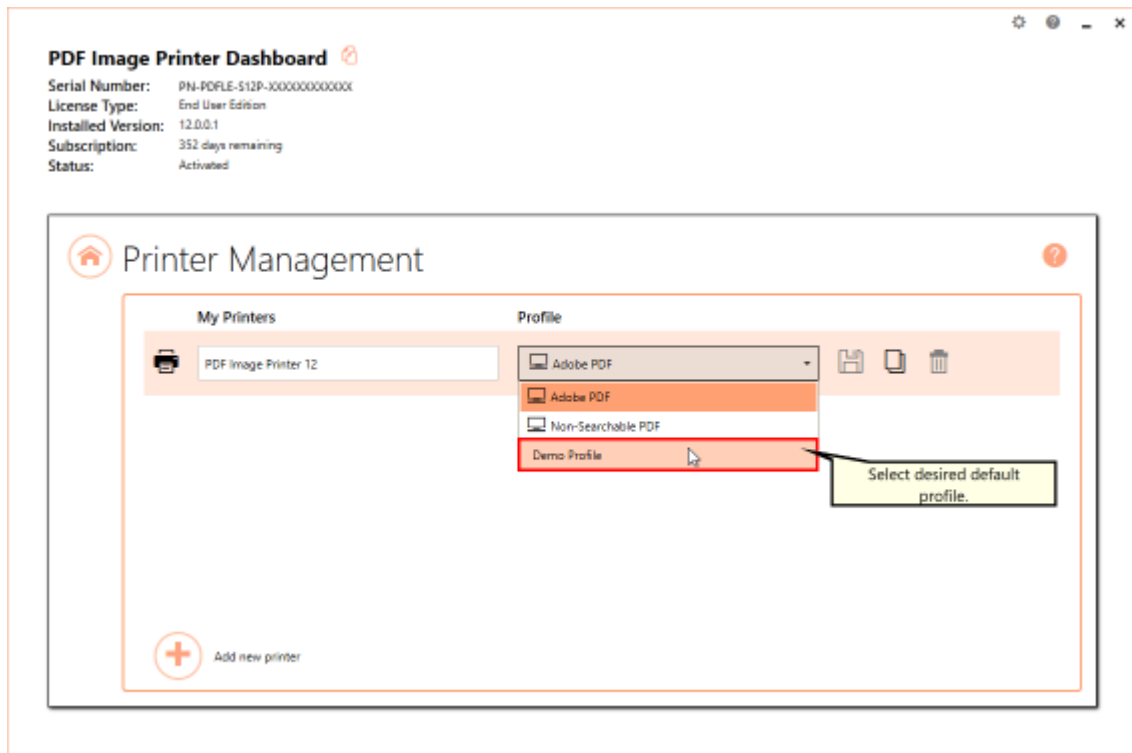 PDF Image Printer Dashboard
Serial Number: PN-PDFLE-S12P-XXXXXXXXXXXX
License Type: End User Edition
Installed Version: 12.0.0.1
Subscription: 352 days remaining
Status: Activated
Printer Management
?
My Printers Profile
PDF Image Printer 12 Adobe PDF
Adobe PDF
Non-Searchable PDF
Demo Profile
Select desired default
profile.
Add new printer